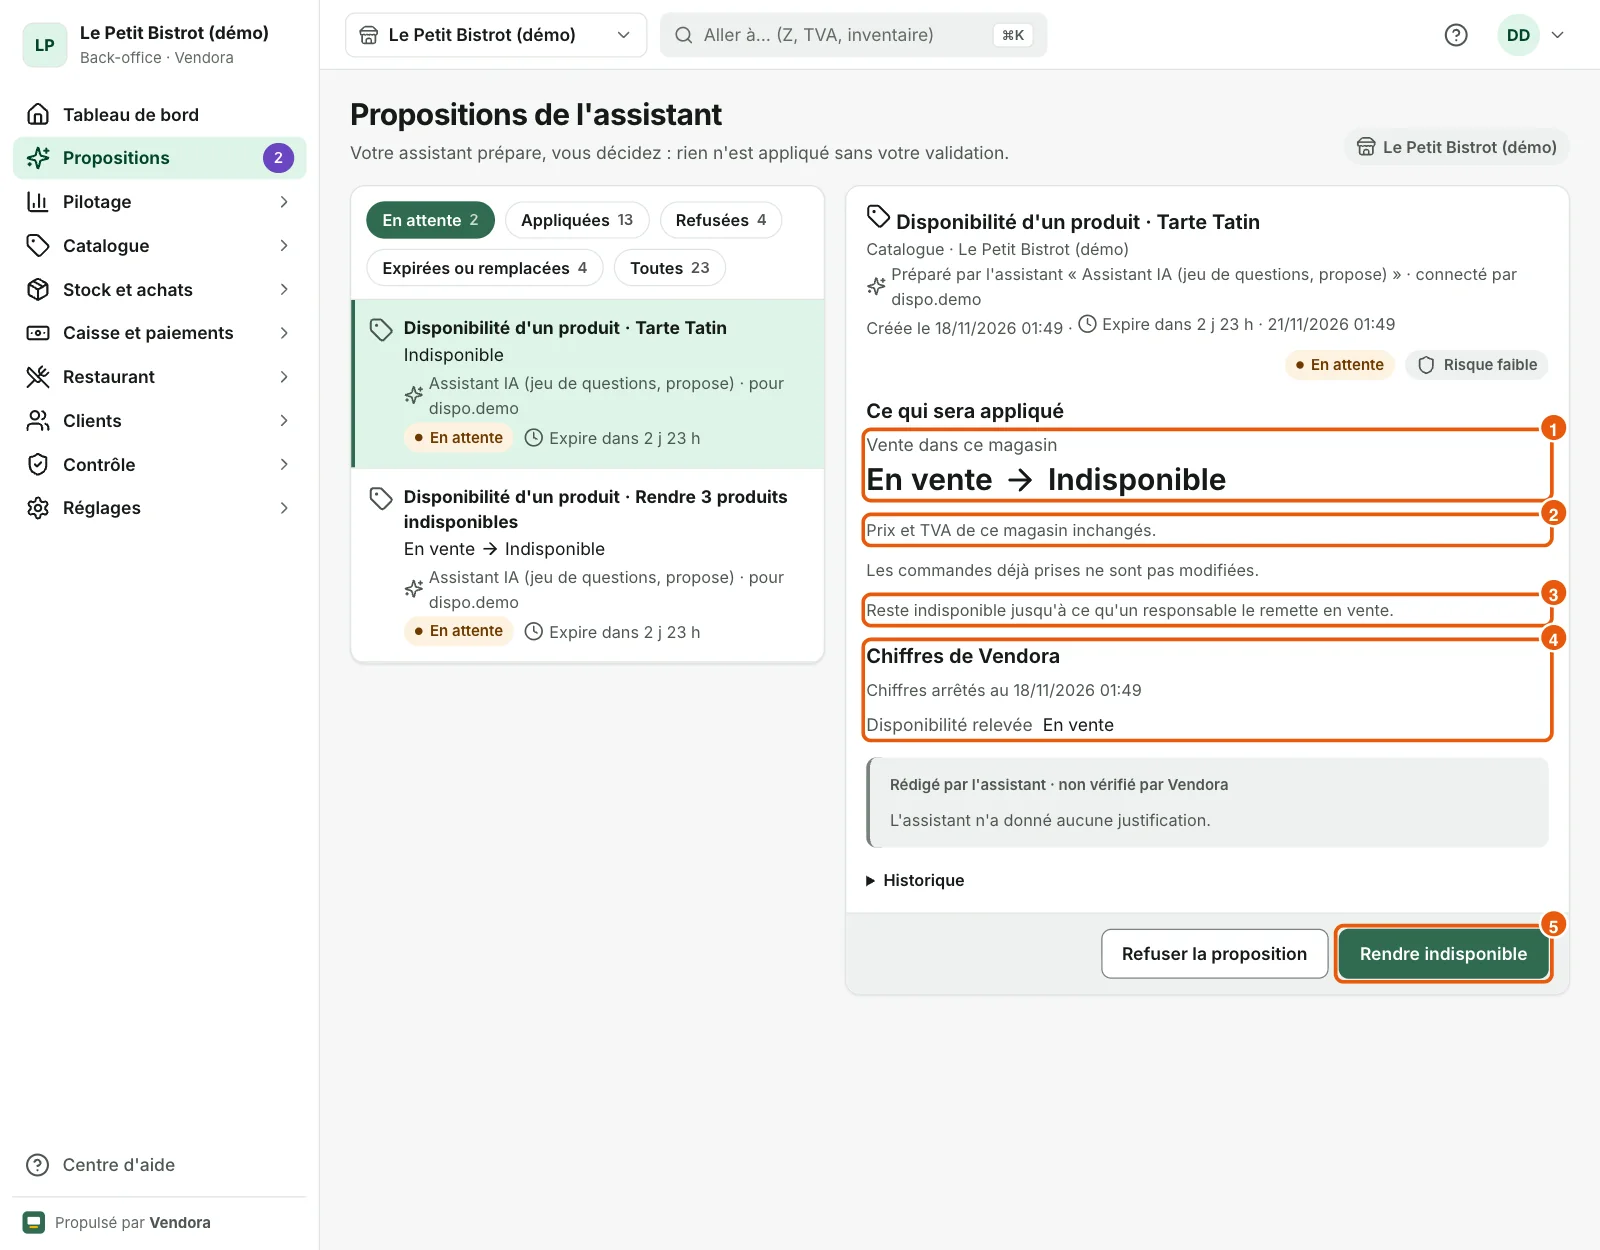 LP
Le Petit Bistrot (démo)
Back-office · Vendora
Tableau de bord
Propositions 2
Pilotage
Catalogue
Stock et achats
Caisse et paiements
Restaurant
Clients
Contrôle
Réglages
Centre d'aide
Propulsé par Vendora
Le Petit Bistrot (démo)
Aller à... (Z, TVA, inventaire) ⌘K
DD
Propositions de l'assistant
Votre assistant prépare, vous décidez : rien n'est appliqué sans votre validation.
Le Petit Bistrot (démo)
En attente 2
Appliquées 13
Refusées 4
Expirées ou remplacées 4
Toutes 23
Disponibilité d'un produit · Tarte Tatin
Indisponible
Assistant IA (jeu de questions, propose) · pour
dispo.demo
En attente Expire dans 2 j 23 h
Disponibilité d'un produit · Rendre 3 produits
indisponibles
En vente → Indisponible
Assistant IA (jeu de questions, propose) · pour
dispo.demo
En attente Expire dans 2 j 23 h
Disponibilité d'un produit · Tarte Tatin
Catalogue · Le Petit Bistrot (démo)
Préparé par l'assistant « Assistant IA (jeu de questions, propose) » · connecté par
dispo.demo
Créée le 18/11/2026 01:49 · Expire dans 2 j 23 h · 21/11/2026 01:49
En attente Risque faible
Ce qui sera appliqué
1
Vente dans ce magasin
En vente → Indisponible
2
Prix et TVA de ce magasin inchangés.
Les commandes déjà prises ne sont pas modifiées.
3
Reste indisponible jusqu'à ce qu'un responsable le remette en vente.
4
Chiffres de Vendora
Chiffres arrêtés au 18/11/2026 01:49
Disponibilité relevée En vente
Rédigé par l'assistant · non vérifié par Vendora
L'assistant n'a donné aucune justification.
Historique
5
Refuser la proposition
Rendre indisponible